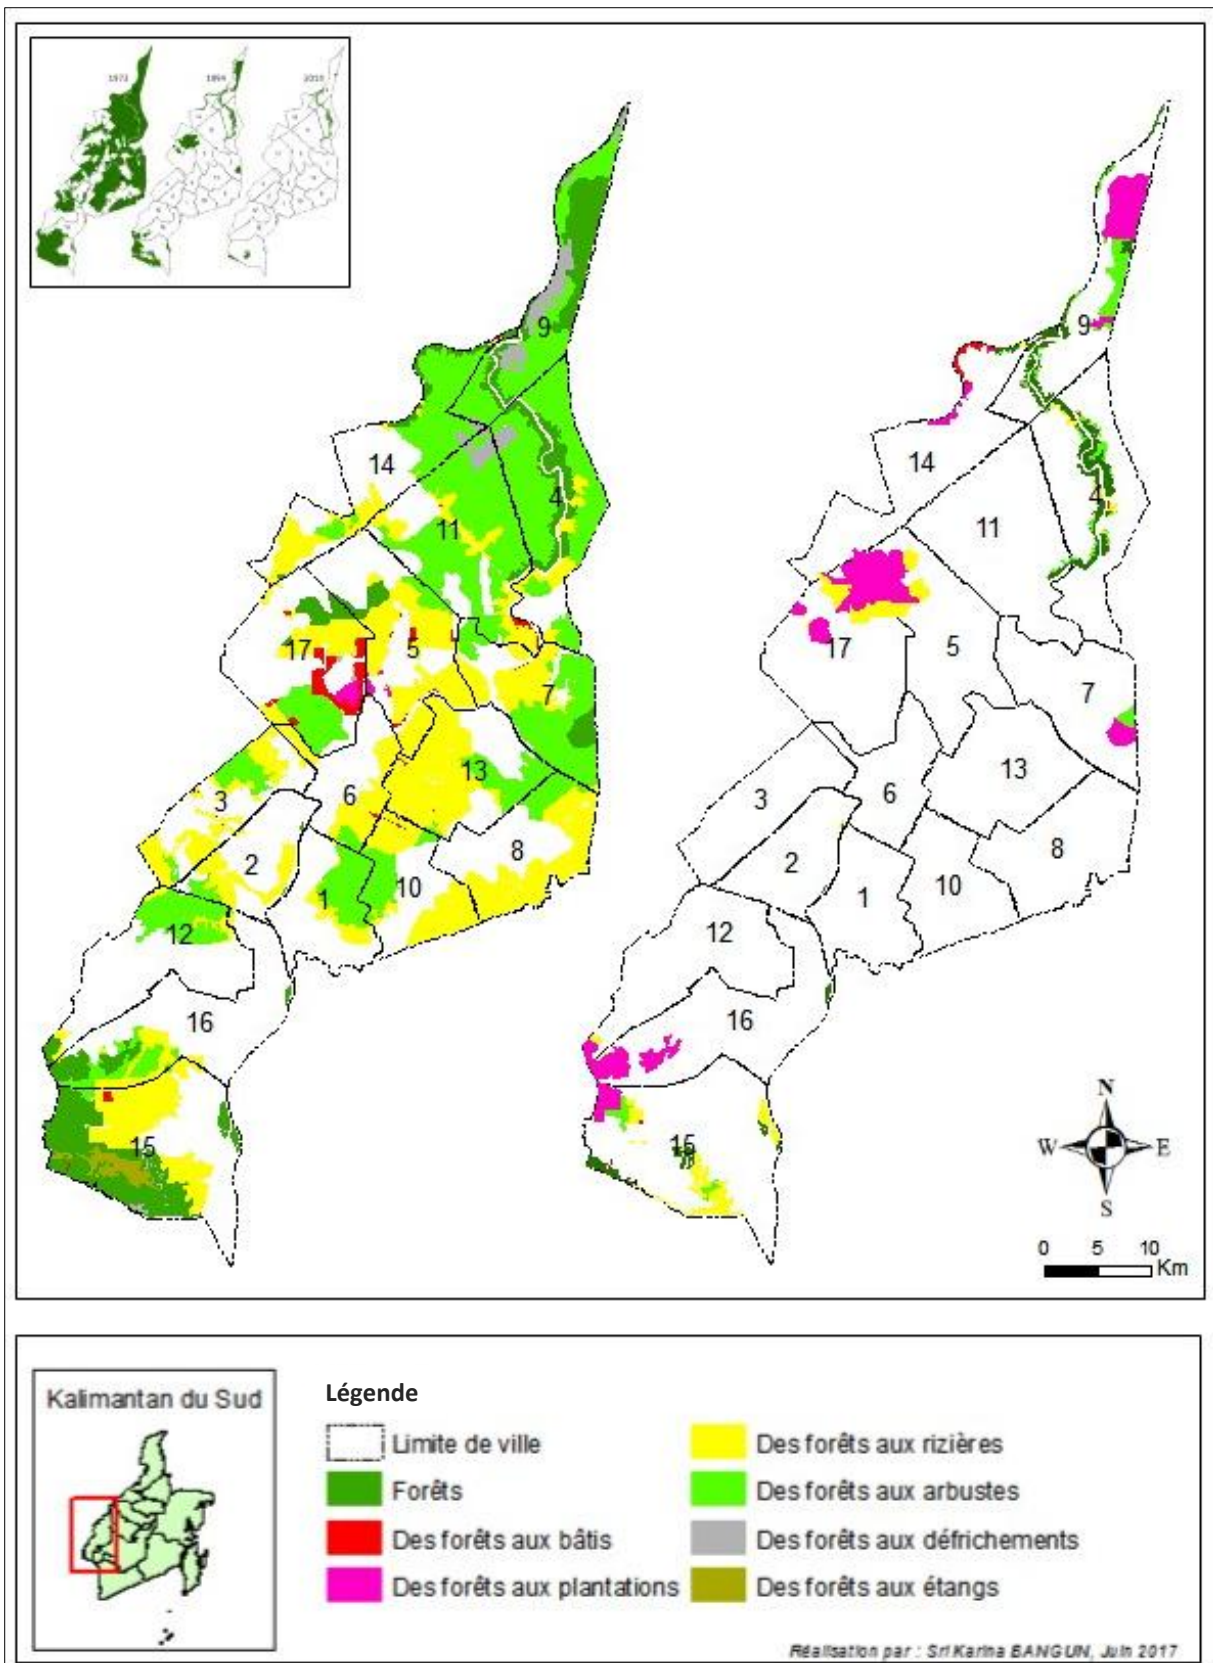 1973 1994
9 9
14 14
4 4
11 11
17 5 17 5
7 7
13 13
3 6 3 6
2 8 2 8
1 10 1 10
12 12
16 16
15 15
N
W E
S
0 5 10
Km
Kalimantan du Sud
Légende
Limite de ville
Forêts
Des forêts aux bâtis
Des forêts aux plantations
Des forêts aux rizières
Des forêts aux arbustes
Des forêts aux défrichements
Des forêts aux étangs
Réalisation par : Sri Karina BANGUN, Juin 2017